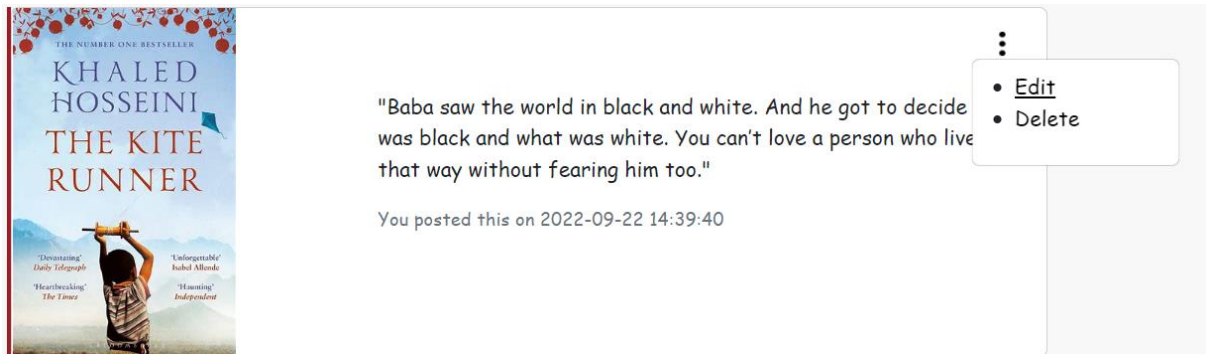 THE NUMBER ONE BESTSELLER
KHALED
HOSSEINI
THE KITE
RUNNER
'Devastating'
Daily Telegraph
'Unforgettable'
Isabel Allende
'Heartbreaking'
The Times
'Haunting'
Independent
"Baba saw the world in black and white. And he got to decide
was black and what was white. You can't love a person who live
that way without fearing him too."
You posted this on 2022-09-22 14:39:40
• Edit
• Delete